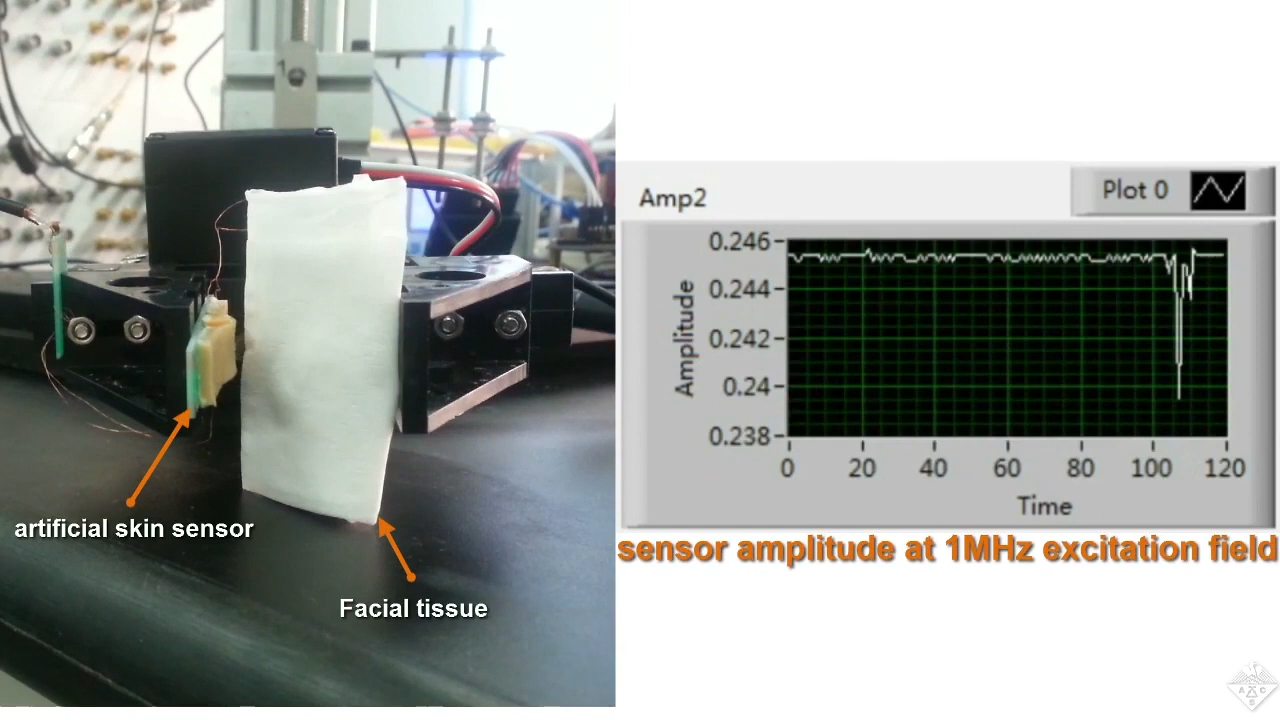 artificial skin sensor
Facial tissue
Amp2
Plot 0
Amplitude
0.246
0.244
0.242
0.24
0.238
0 20 40 60 80 100 120
Time
sensor amplitude at 1MHz excitation field
A C S